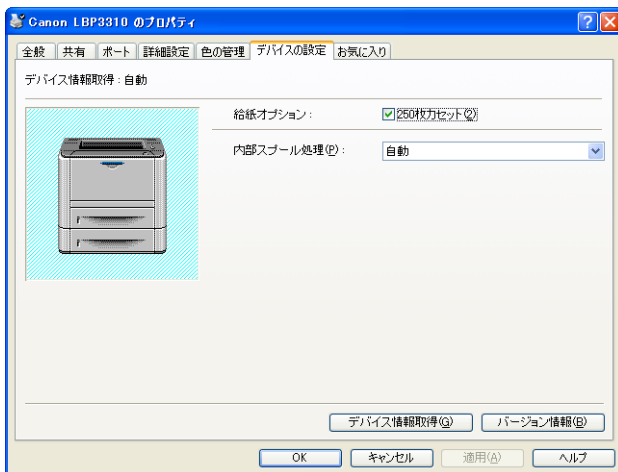 Canon LBP3310 のプロパティ
全般 共有 ポート 詳細設定 色の管理 デバイスの設定 お気に入り
デバイス情報取得 : 自動
給紙オプション : 250枚カセット(2)
内部スプール処理(P) : 自動
デバイス情報取得(G) バージョン情報(B)
OK キャンセル 適用(A) ヘルプ